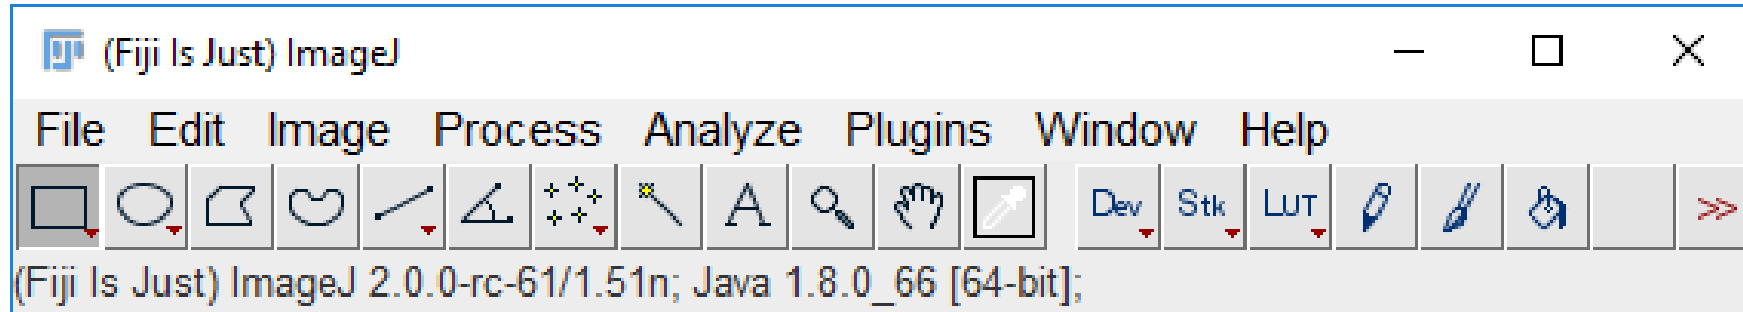 (Fiji Is Just) ImageJ
File Edit Image Process Analyze Plugins Window Help
A Dev Stk LUT >>
(Fiji Is Just) ImageJ 2.0.0-rc-61/1.51n; Java 1.8.0_66 [64-bit];